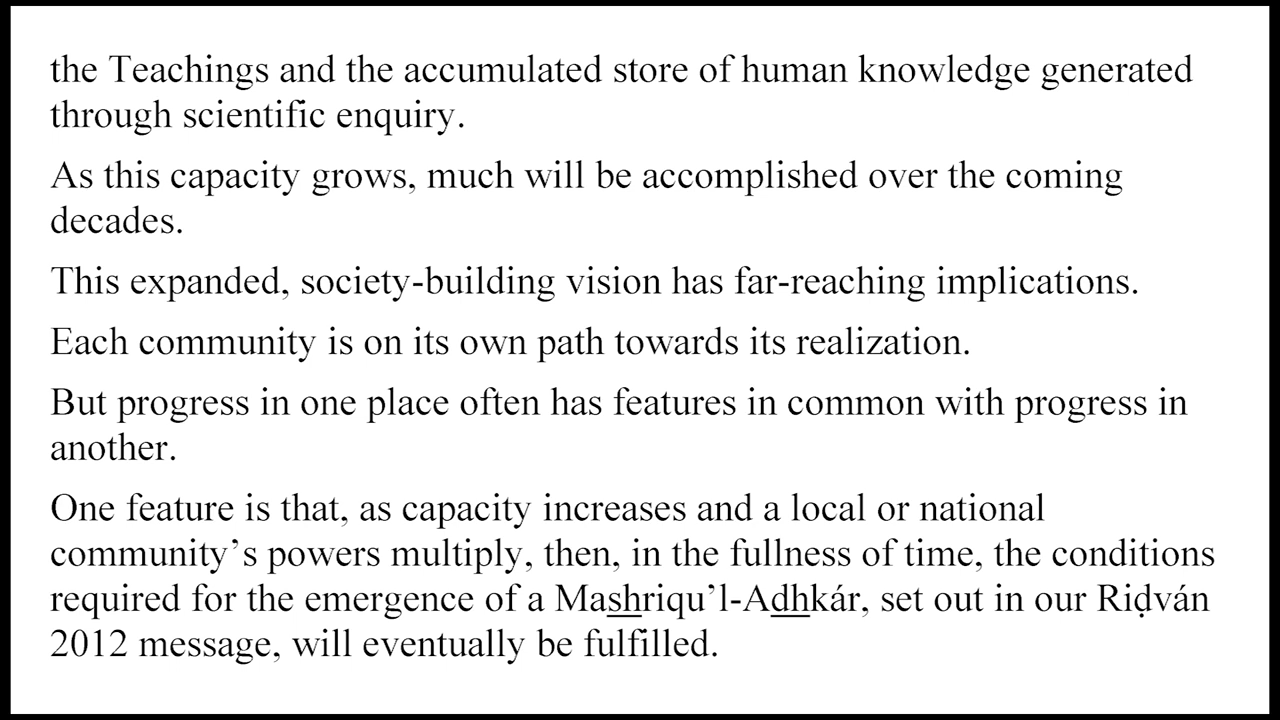 the Teachings and the accumulated store of human knowledge generated
through scientific enquiry.
As this capacity grows, much will be accomplished over the coming
decades.
This expanded, society-building vision has far-reaching implications.
Each community is on its own path towards its realization.
But progress in one place often has features in common with progress in
another.
One feature is that, as capacity increases and a local or national
community’s powers multiply, then, in the fullness of time, the conditions
required for the emergence of a Mashriqu’l-Adhkár, set out in our Riḍván
2012 message, will eventually be fulfilled.